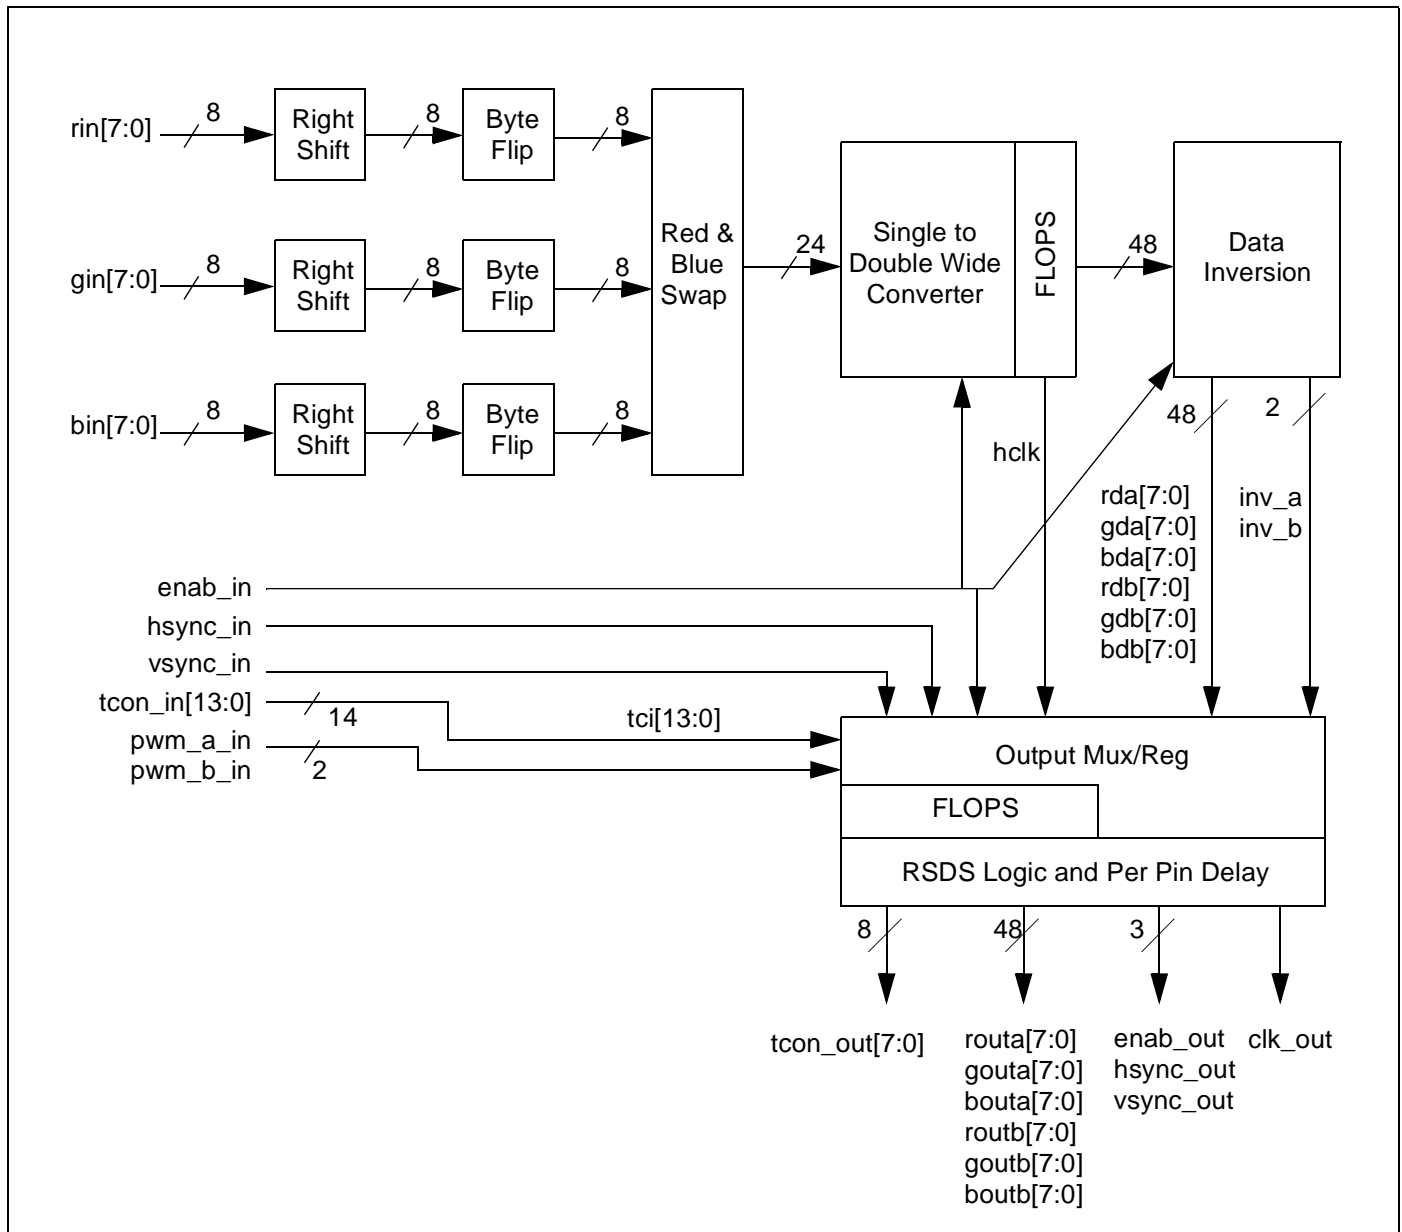 rin[7:0]
8
Right
Shift
8
Byte
Flip
8
gin[7:0]
8
Right
Shift
8
Byte
Flip
8
bin[7:0]
8
Right
Shift
8
Byte
Flip
8
Red &
Blue
Swap
24
Single to
Double Wide
Converter
FLOPS
48
Data
Inversion
hclk
48
2
rda[7:0]
gda[7:0]
bda[7:0]
rdb[7:0]
gdb[7:0]
bdb[7:0]
inv_a
inv_b
enab_in
hsync_in
vsync_in
tcon_in[13:0]
14
tci[13:0]
pwm_a_in
pwm_b_in
2
Output Mux/Reg
FLOPS
RSDS Logic and Per Pin Delay
8
48
3
tcon_out[7:0]
routa[7:0]
gouta[7:0]
bouta[7:0]
routb[7:0]
goutb[7:0]
boutb[7:0]
enab_out
hsync_out
vsync_out
clk_out